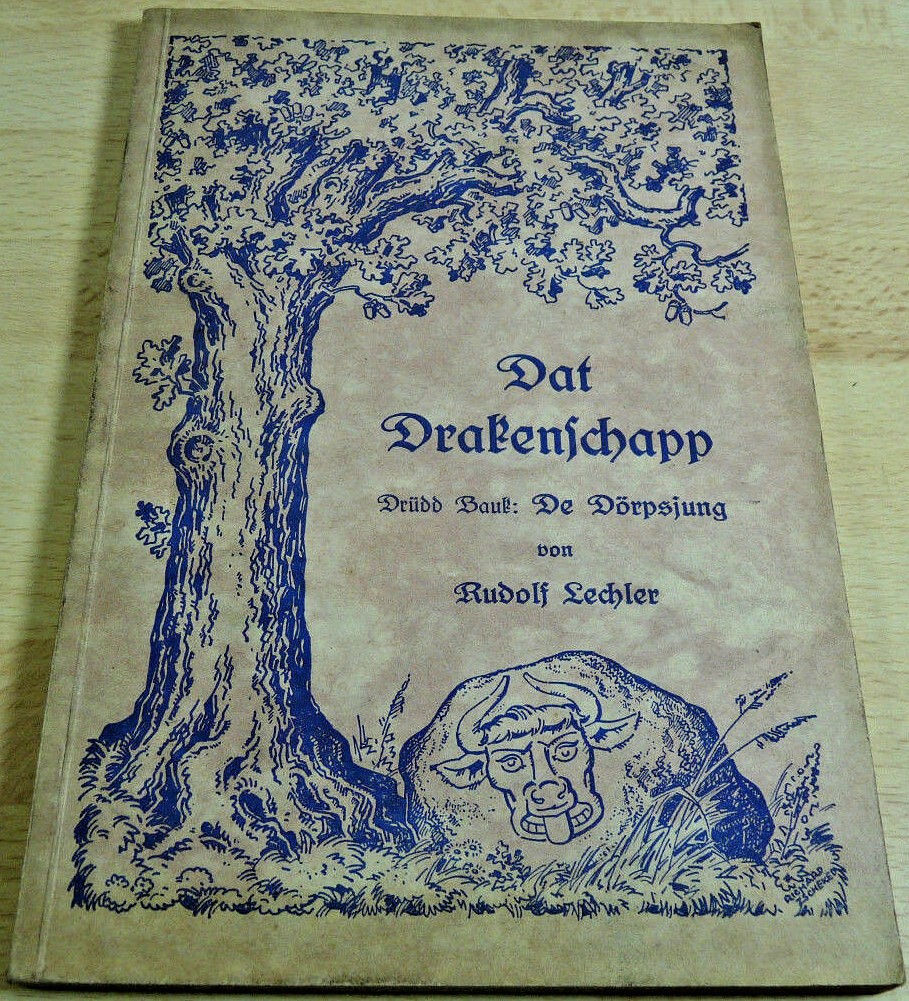 Dat
Drakenſchapp
Drüdd Bauk: De Dörpsjung
von
Rudolf Lechler